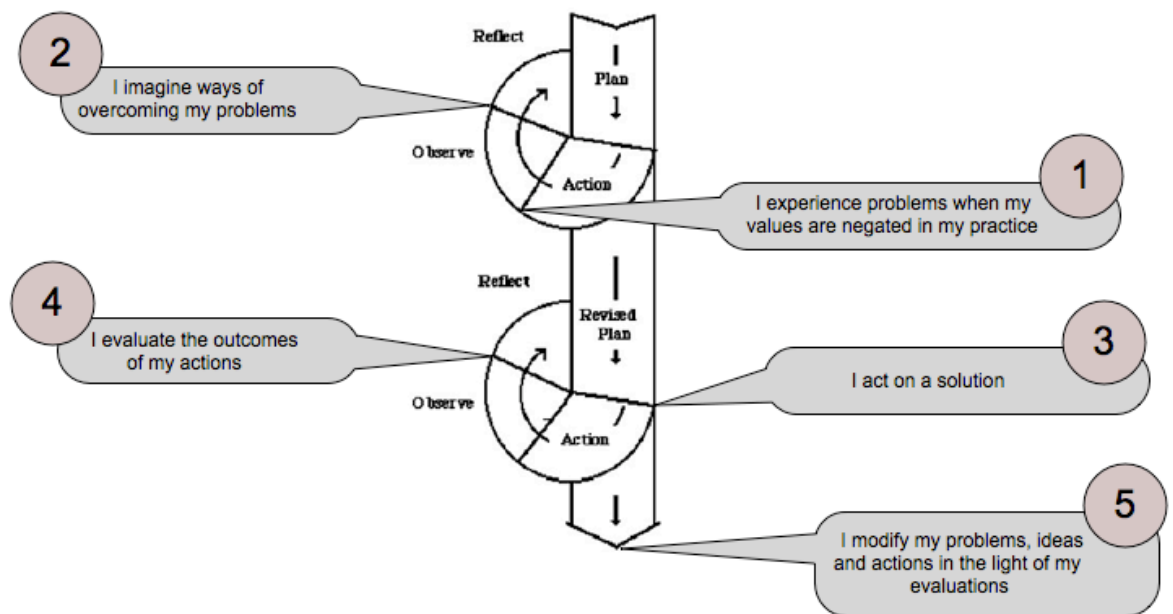 2
I imagine ways of
overcoming my problems
Reflect
Plan
Observe
Action
1
I experience problems when my
values are negated in my practice
4
I evaluate the outcomes
of my actions
Reflect
Revised
Plan
Observe
Action
3
I act on a solution
5
I modify my problems, ideas
and actions in the light of my
evaluations